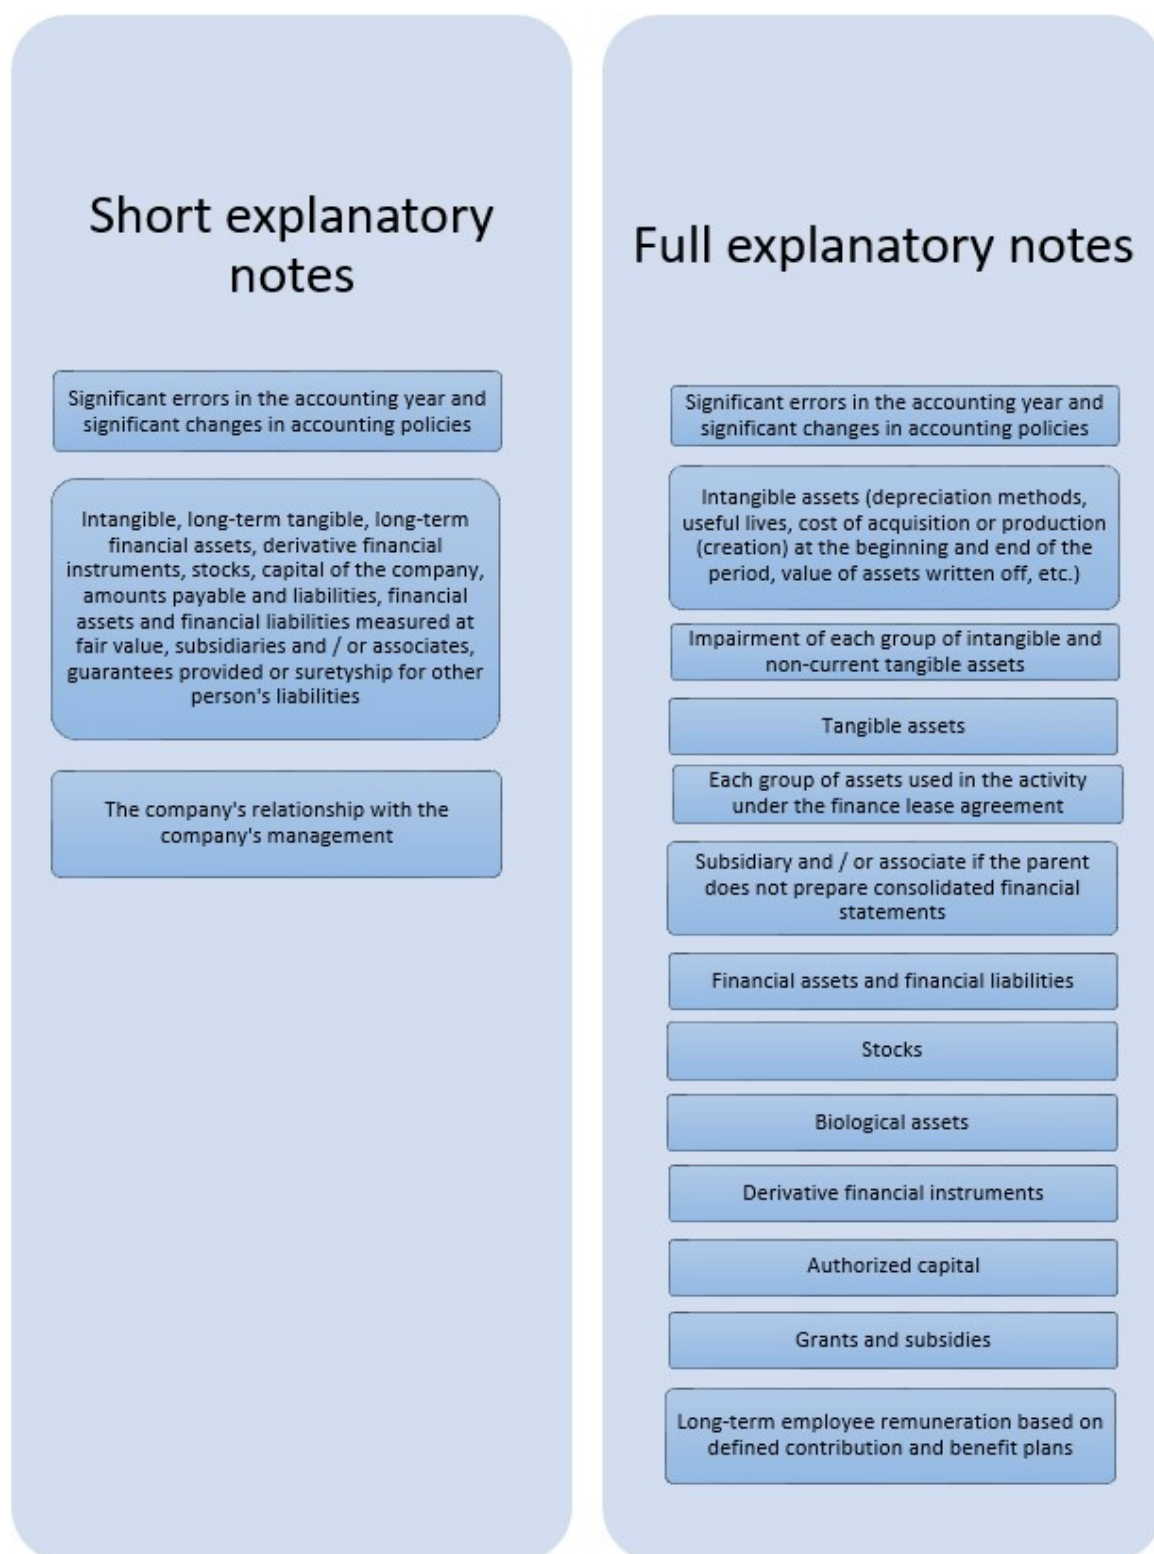 Short explanatory
notes
Significant errors in the accounting year and
significant changes in accounting policies
Intangible, long-term tangible, long-term
financial assets, derivative financial
instruments, stocks, capital of the company,
amounts payable and liabilities, financial
assets and financial liabilities measured at
fair value, subsidiaries and / or associates,
guarantees provided or suretyship for other
person's liabilities
The company's relationship with the
company's management
Full explanatory notes
Significant errors in the accounting year and
significant changes in accounting policies
Intangible assets (depreciation methods,
useful lives, cost of acquisition or production
(creation) at the beginning and end of the
period, value of assets written off, etc.)
Impairment of each group of intangible and
non-current tangible assets
Tangible assets
Each group of assets used in the activity
under the finance lease agreement
Subsidiary and / or associate if the parent
does not prepare consolidated financial
statements
Financial assets and financial liabilities
Stocks
Biological assets
Derivative financial instruments
Authorized capital
Grants and subsidies
Long-term employee remuneration based on
defined contribution and benefit plans